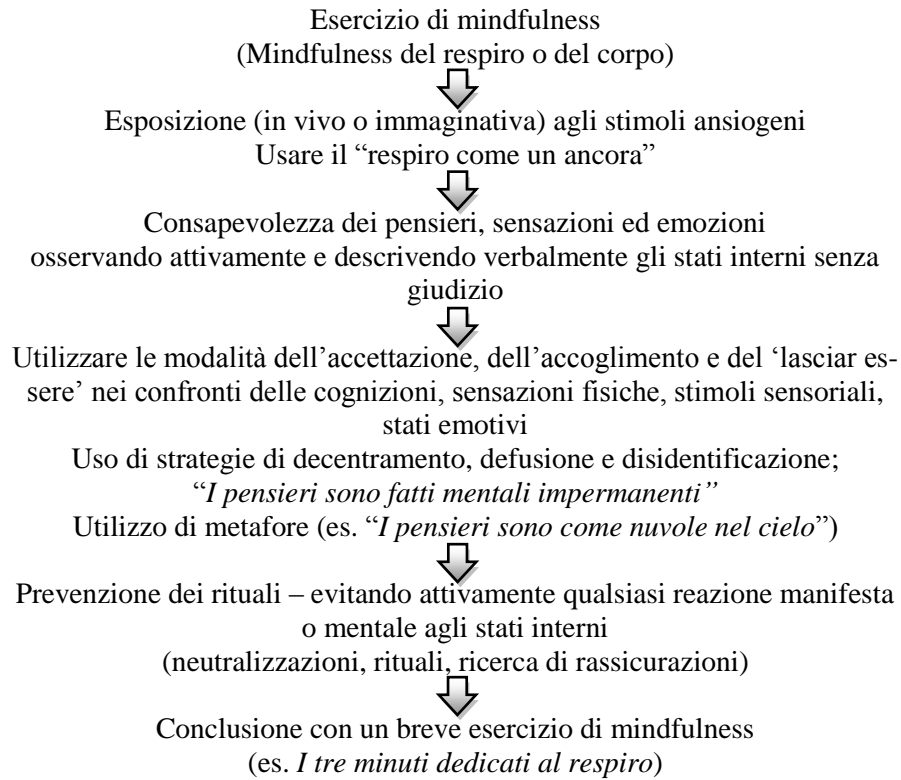 Esercizio di mindfulness
(Mindfulness del respiro o del corpo)
Esposizione (in vivo o immaginativa) agli stimoli ansiogeni
Usare il “respiro come un ancora”
Consapevolezza dei pensieri, sensazioni ed emozioni
osservando attivamente e descrivendo verbalmente gli stati interni senza
giudizio
Utilizzare le modalità dell’accettazione, dell’accoglimento e del ‘lasciar es-
sere’ nei confronti delle cognizioni, sensazioni fisiche, stimoli sensoriali,
stati emotivi
Uso di strategie di decentramento, defusione e disidentificazione;
“I pensieri sono fatti mentali impermanenti”
Utilizzo di metafore (es. “I pensieri sono come nuvole nel cielo”)
Prevenzione dei rituali – evitando attivamente qualsiasi reazione manifesta
o mentale agli stati interni
(neutralizzazioni, rituali, ricerca di rassicurazioni)
Conclusione con un breve esercizio di mindfulness
(es. I tre minuti dedicati al respiro)